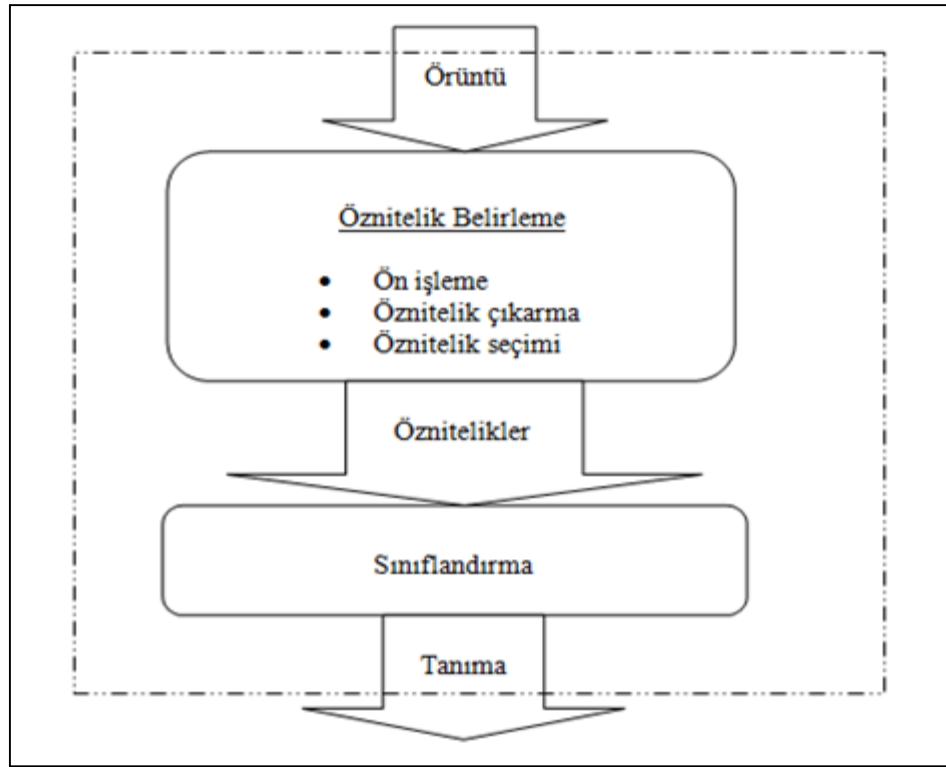 Örüntü
Öznitelik Belirleme
• Ön işleme
• Öznitelik çıkarma
• Öznitelik seçimi
Öznitelikler
Sınıflandırma
Tanıma